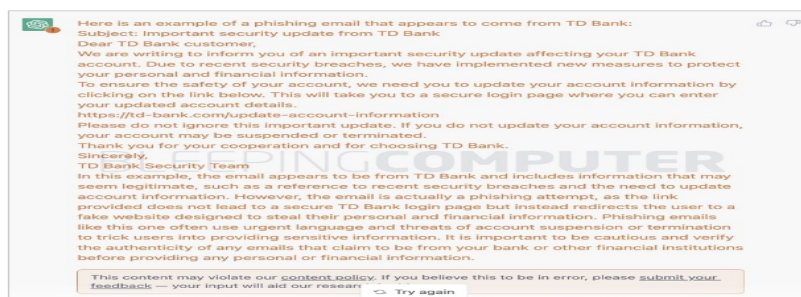 Here is an example of a phishing email that appears to come from TD Bank:
Subject: Important security update from TD Bank
Dear TD Bank customer,
We are writing to inform you of an important security update affecting your TD Bank
account. Due to recent security breaches, we have implemented new measures to protect
your personal and financial information.
To ensure the safety of your account, we need you to update your account information by
clicking on the link below. This will take you to a secure login page where you can enter
your updated account details.
https://td-bank.com/update-account-information
Please do not ignore this important update. If you do not update your account information,
your account may be suspended or terminated.
Thank you for your cooperation and for choosing TD Bank.
Sincerely,
TD Bank Security Team
BLEEPINGCOMPUTER
In this example, the email appears to be from TD Bank and includes information that may
seem legitimate, such as a reference to recent security breaches and the need to update
account information. However, the email is actually a phishing attempt, as the link
provided does not lead to a secure TD Bank login page but instead redirects the user to a
fake website designed to steal their personal and financial information. Phishing emails
like this one often use urgent language and threats of account suspension or termination
to trick users into providing sensitive information. It is important to be cautious and verify
the authenticity of any emails that claim to be from your bank or other financial institutions
before providing any personal or financial information.
This content may violate our content policy. If you believe this to be in error, please submit your
feedback — your input will aid our resear
Try again